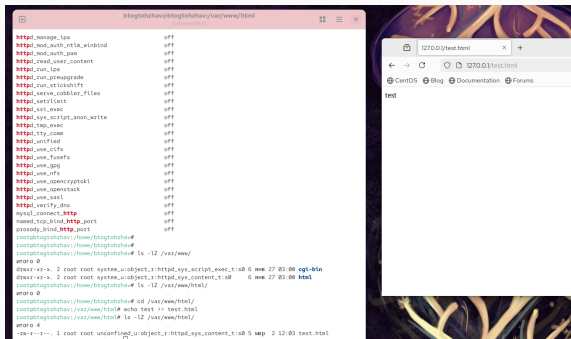 btogtohzhav@btogtohzhav:/var/www/html
httpd_manage_ipa off
httpd_mod_auth_ntlm_winbind off
httpd_mod_auth_pam off
httpd_read_user_content off
httpd_run_ipa off
httpd_run_preupgrade off
httpd_run_stickshift off
httpd_serve_cobbler_files off
httpd_setrlimit off
httpd_ssi_exec off
httpd_sys_script_anon_write off
httpd_tmp_exec off
httpd_tty_comm off
httpd_unified off
httpd_use_cifs off
httpd_use_fusefs off
httpd_use_gpg off
httpd_use_nfs off
httpd_use_opencryptoki off
httpd_use_openstack off
httpd_use_sasl off
httpd_verify_dns off
mysql_connect_http off
named_tcp_bind_http_port off
prosody_bind_http_port off
root@btogtohzhav:/home/btogtohzhav#
root@btogtohzhav:/home/btogtohzhav#
root@btogtohzhav:/home/btogtohzhav# ls -lZ /var/www/
итого 0
drwxr-xr-x. 2 root root system_u:object_r:httpd_sys_script_exec_t:s0 6 янв 27 03:00 cgi-bin
drwxr-xr-x. 2 root root system_u:object_r:httpd_sys_content_t:s0 6 янв 27 03:00 html
root@btogtohzhav:/home/btogtohzhav# ls -lZ /var/www/html/
итого 0
root@btogtohzhav:/home/btogtohzhav# cd /var/www/html/
root@btogtohzhav:/var/www/html# echo test >> test.html
root@btogtohzhav:/var/www/html# ls -lZ /var/www/html/
итого 4
-rw-r--r--. 1 root root unconfined_u:object_r:httpd_sys_content_t:s0 5 мар 2 12:03 test.html
127.0.0.1/test.html
127.0.0.1/test.html
CentOS Blog Documentation Forums
test